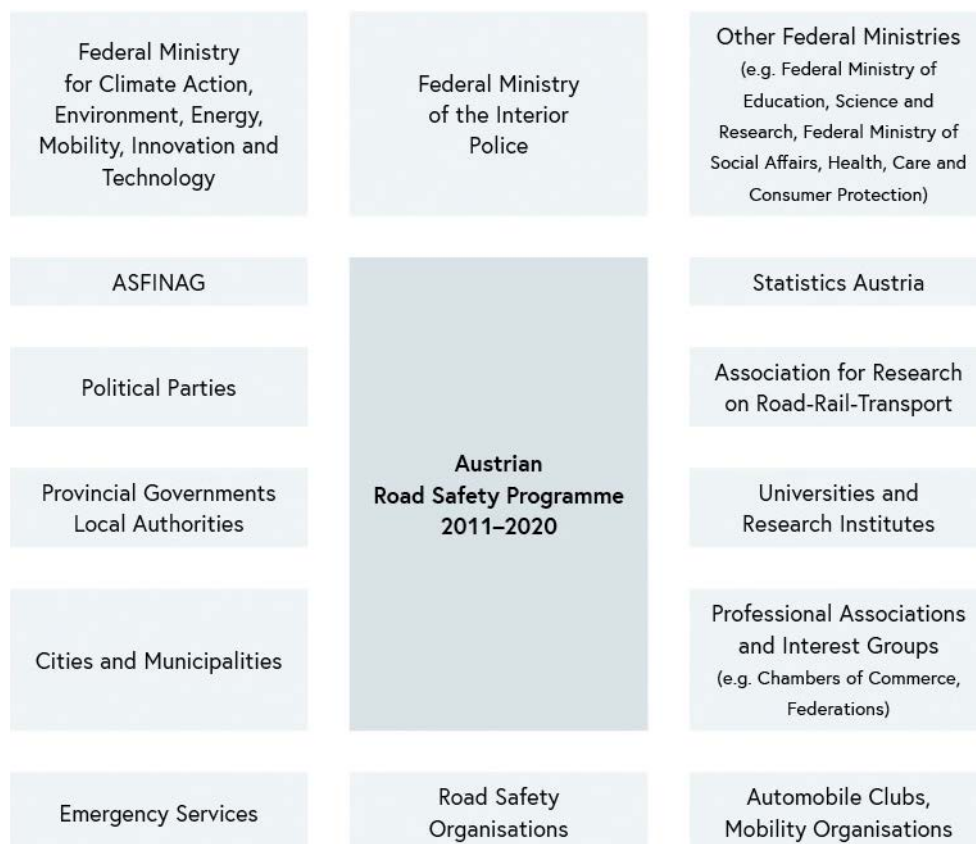 Federal Ministry
for Climate Action,
Environment, Energy,
Mobility, Innovation and
Technology
Federal Ministry
of the Interior
Police
Other Federal Ministries
(e.g. Federal Ministry of
Education, Science and
Research, Federal Ministry of
Social Affairs, Health, Care and
Consumer Protection)
ASFINAG
Statistics Austria
Political Parties
Association for Research
on Road-Rail-Transport
Austrian
Road Safety Programme
2011–2020
Provincial Governments
Local Authorities
Universities and
Research Institutes
Cities and Municipalities
Professional Associations
and Interest Groups
(e.g. Chambers of Commerce,
Federations)
Emergency Services
Road Safety
Organisations
Automobile Clubs,
Mobility Organisations